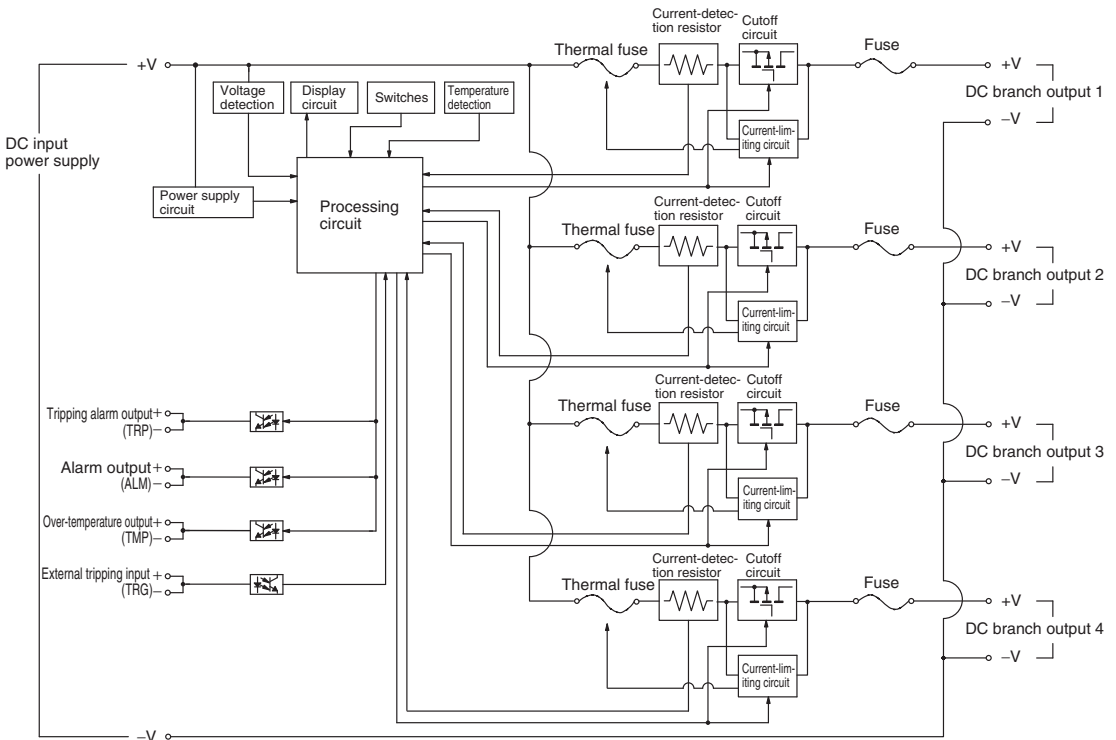 Current-detec-
tion resistor
Cutoff
circuit
Thermal fuse
Fuse
+V
+V
DC branch output 1
−V
Voltage
detection
Display
circuit
Switches
Temperature
detection
Current-lim-
iting circuit
DC input
power supply
Power supply
circuit
Processing
circuit
Current-detec-
tion resistor
Cutoff
circuit
Thermal fuse
Fuse
+V
DC branch output 2
−V
Current-lim-
iting circuit
Current-detec-
tion resistor
Cutoff
circuit
Thermal fuse
Fuse
+V
DC branch output 3
−V
Current-lim-
iting circuit
Tripping alarm output+
(TRP)−
Alarm output+
(ALM)−
Over-temperature output+
(TMP)−
External tripping input +
(TRG)−
Current-detec-
tion resistor
Cutoff
circuit
Thermal fuse
Fuse
+V
DC branch output 4
−V
Current-lim-
iting circuit
−V